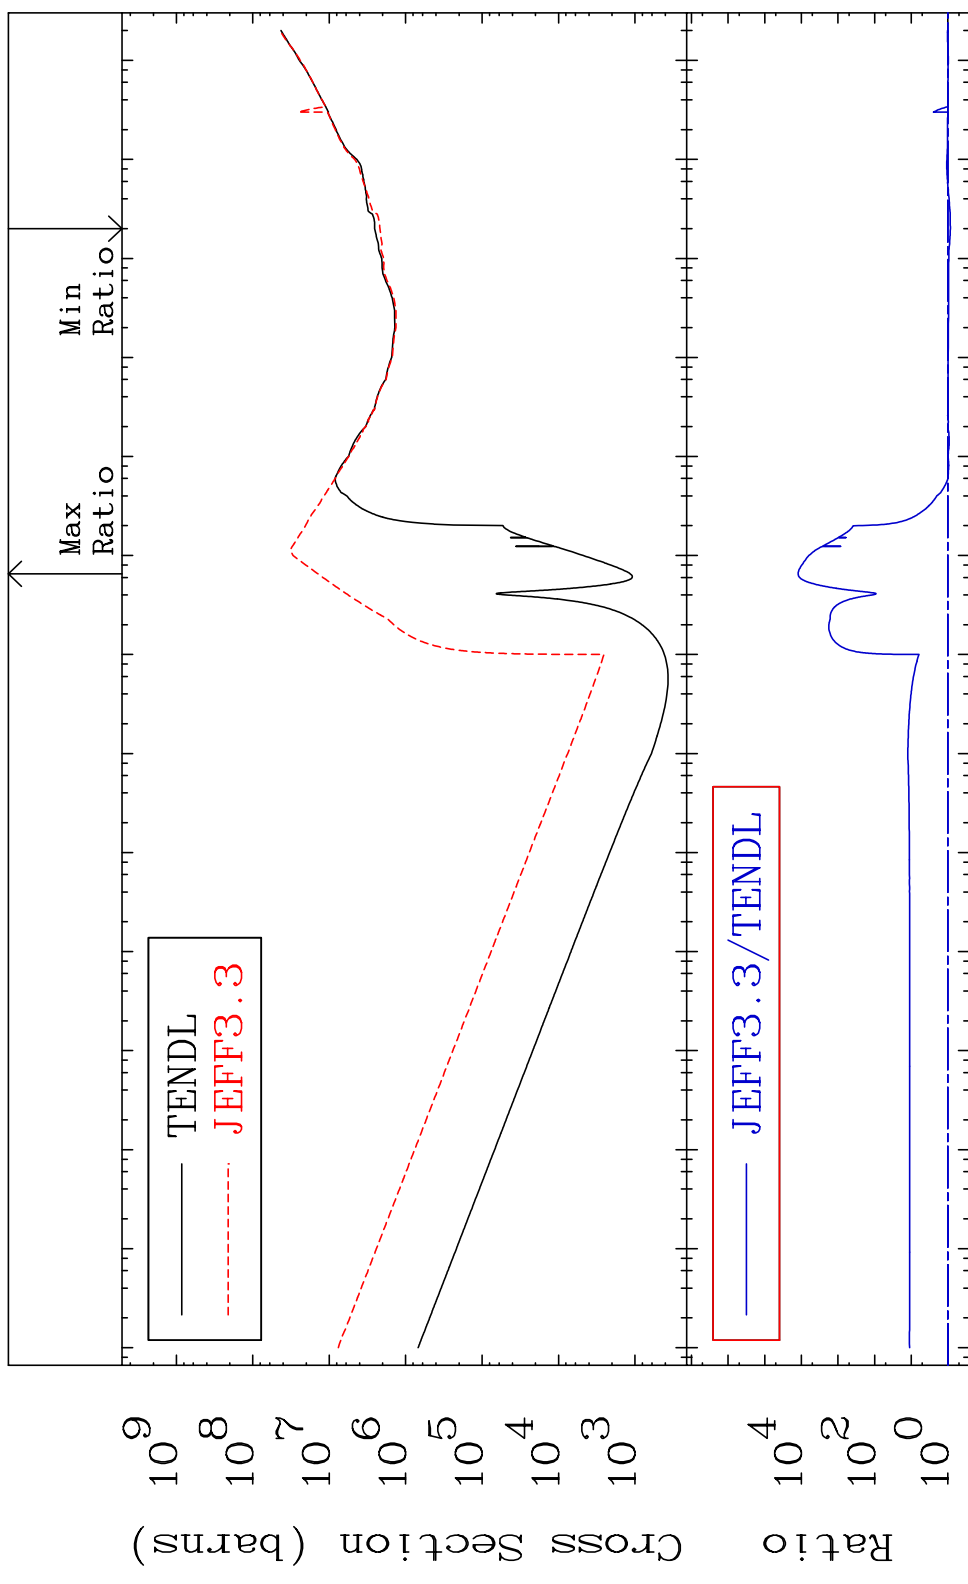 Max
Ratio
Min
Ratio
10 9
10 8
10 7
10 6
10 5
10 4
10 3
Cross Section (barns)
TENDL
JEFF3.3
10 4
10 2
10 0
Ratio
JEFF3.3/TENDL